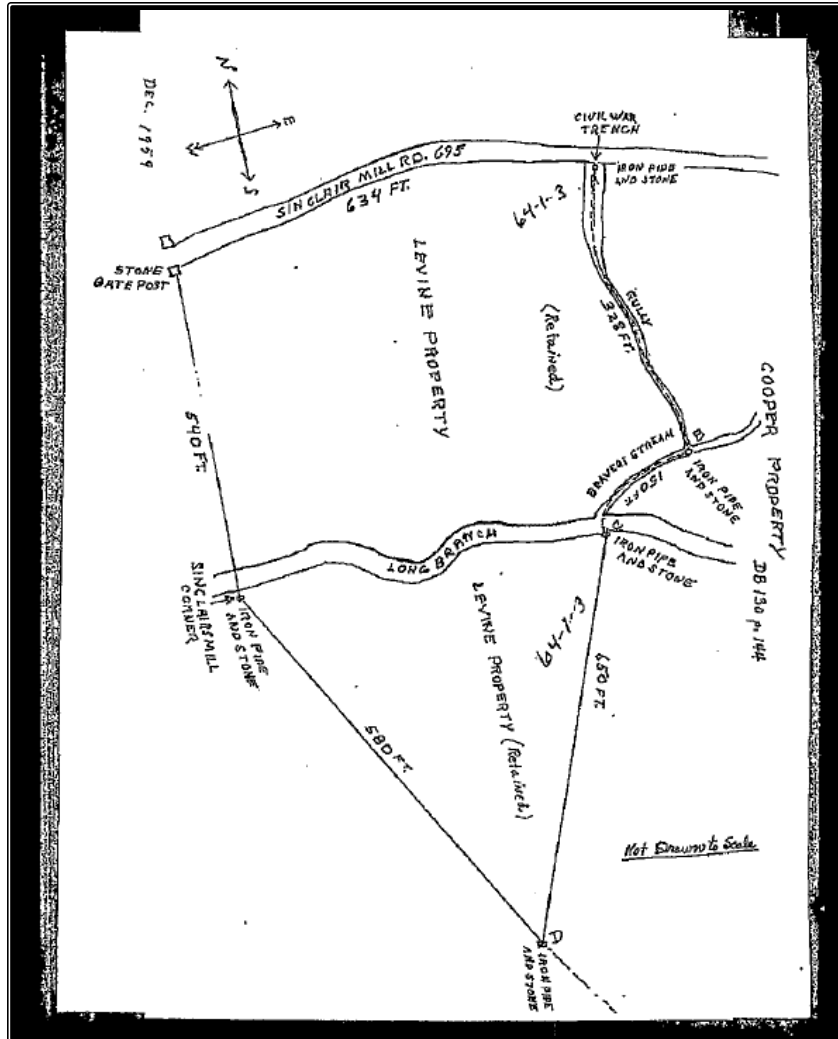 N
E
S
W
DEC. 1959
SINCLAIR MILL RD. 695
634 FT.
CIVIL WAR
TRENCH
IRON PIPE
AND STONE
64-1-3
STONE
GATE POST
LEVINE PROPERTY
(Retained)
GULLY
328 FT.
COOPER PROPERTY
DB 130 p. 144
540 FT.
B
IRON PIPE
AND STONE
BEAVERS STREAM
150 FT.
C
IRON PIPE
AND STONE
LONG BRANCH
SINCLAIRS MILL
CORNER
A
IRON PIPE
AND STONE
LEVINE PROPERTY (Retained)
64-1-3
650 FT.
580 FT.
Not Drawn to Scale
D
IRON PIPE
AND STONE